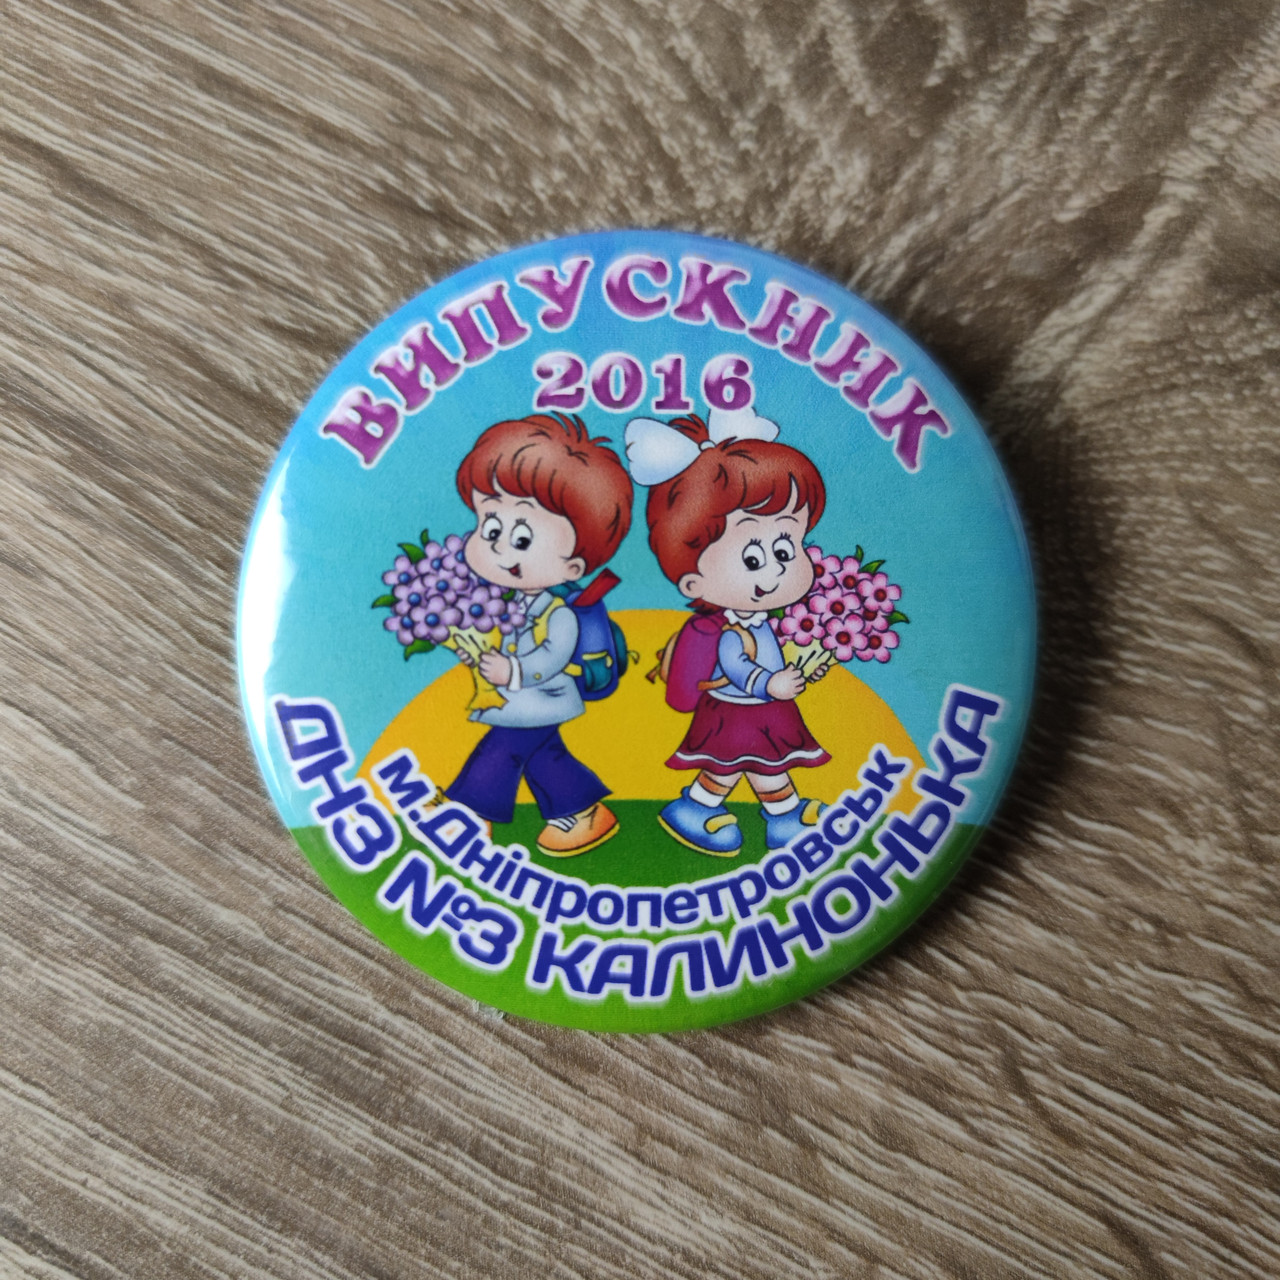 ВИПУСКНИК
2016
м.Дніпропетровськ
ДНЗ №3 КАЛИНОНЬКА